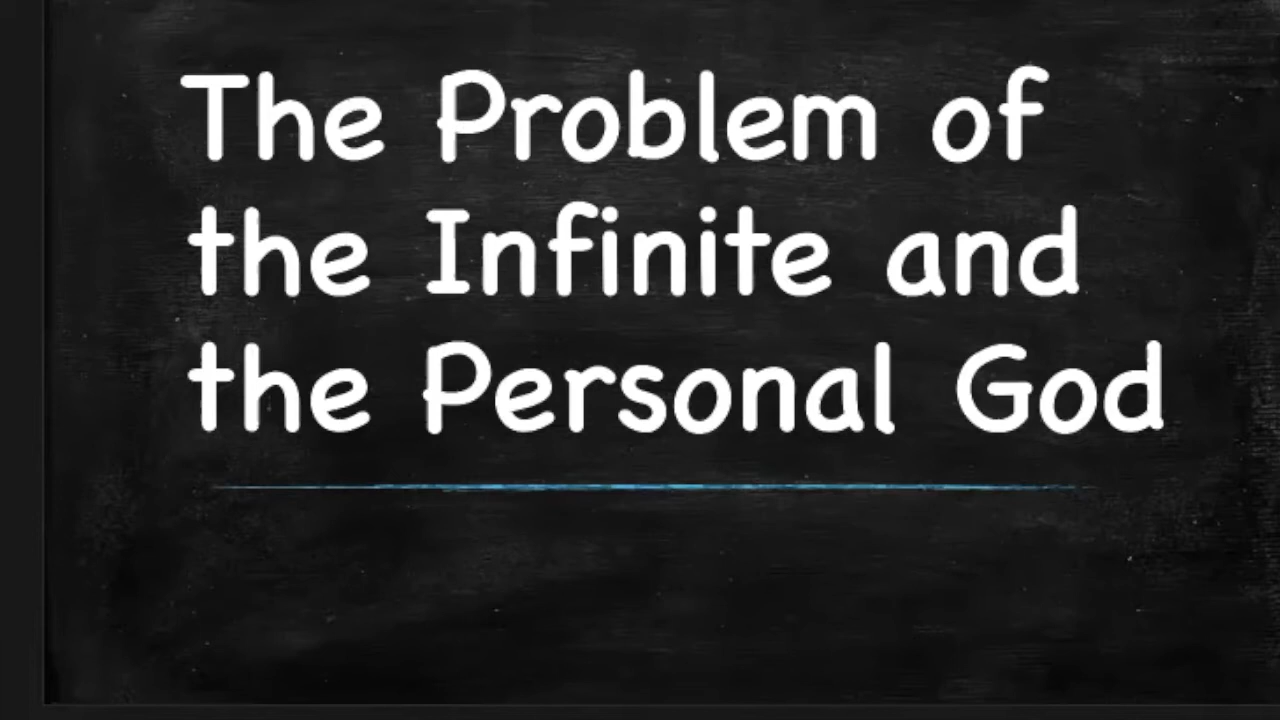 The Problem of
the Infinite and
the Personal God